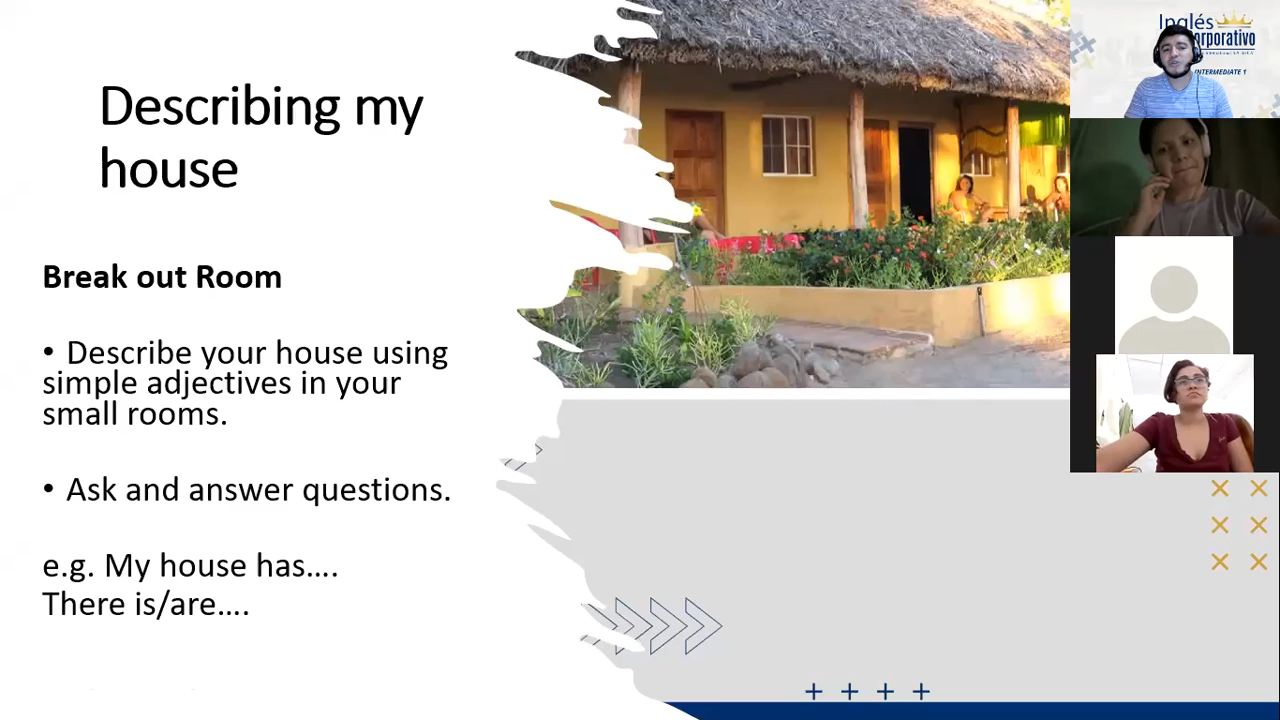 Describing my
house
Break out Room
• Describe your house using
simple adjectives in your
small rooms.
• Ask and answer questions.
e.g. My house has....
There is/are....
Inglés
orporativo
INTERMEDIATE 1